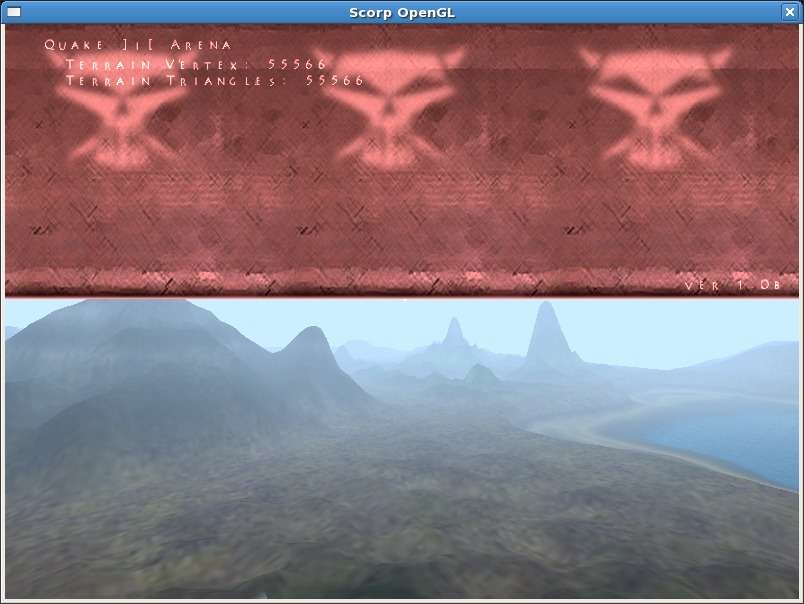 Scorp OpenGL
Quake ]i[ Arena
Terrain Vertex: 55566
Terrain Triangles: 55566
ver 1.0b